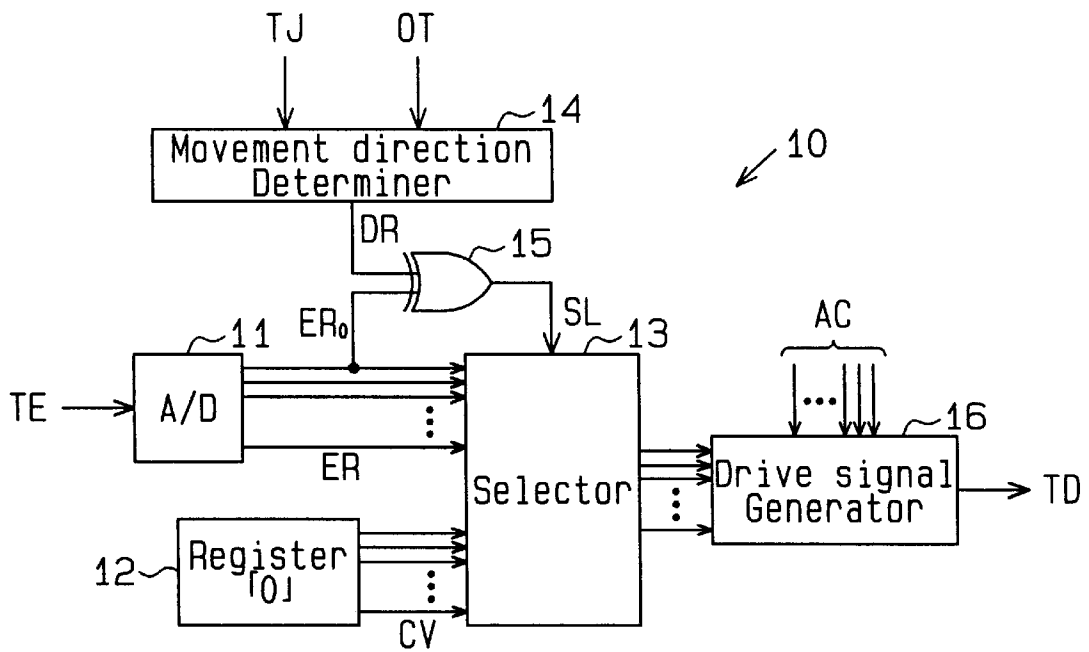 TJ
OT
14
Movement direction
Determiner
10
DR
15
ER₀
SL
AC
11
13
TE
A/D
...
16
ER
Selector
Drive signal
Generator
TD
12
Register
「0」
CV